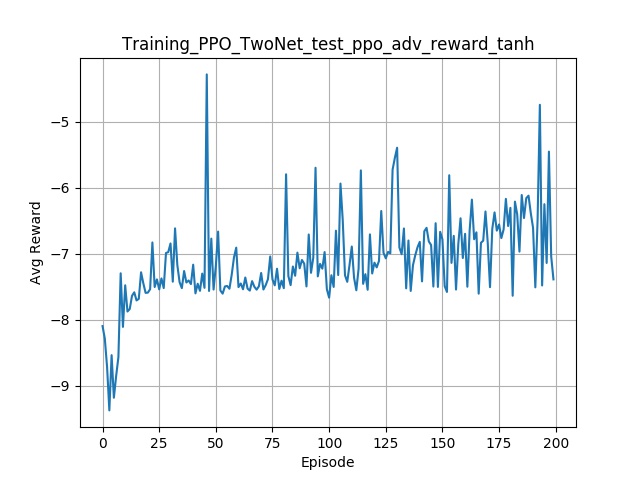 Training_PPO_TwoNet_test_ppo_adv_reward_tanh
−5
−6
−7
−8
−9
Avg Reward
0 25 50 75 100 125 150 175 200
Episode